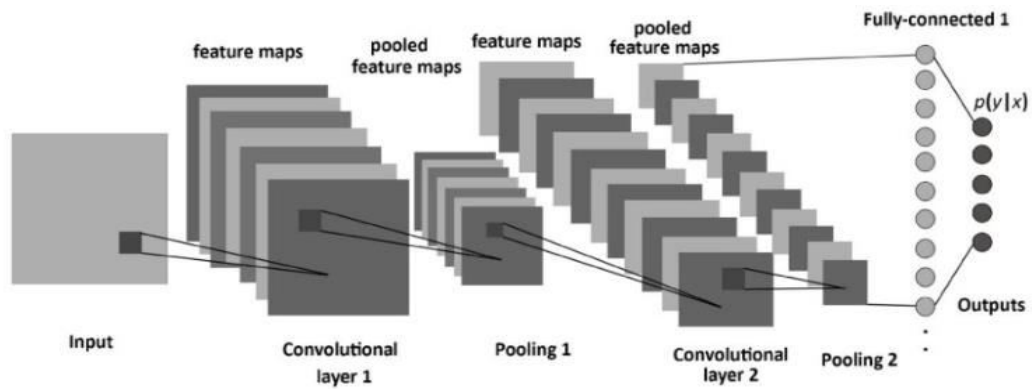 Fully-connected 1
feature maps
pooled
feature maps
feature maps
pooled
feature maps
p(y|x)
Input
Convolutional
layer 1
Pooling 1
Convolutional
layer 2
Pooling 2
Outputs